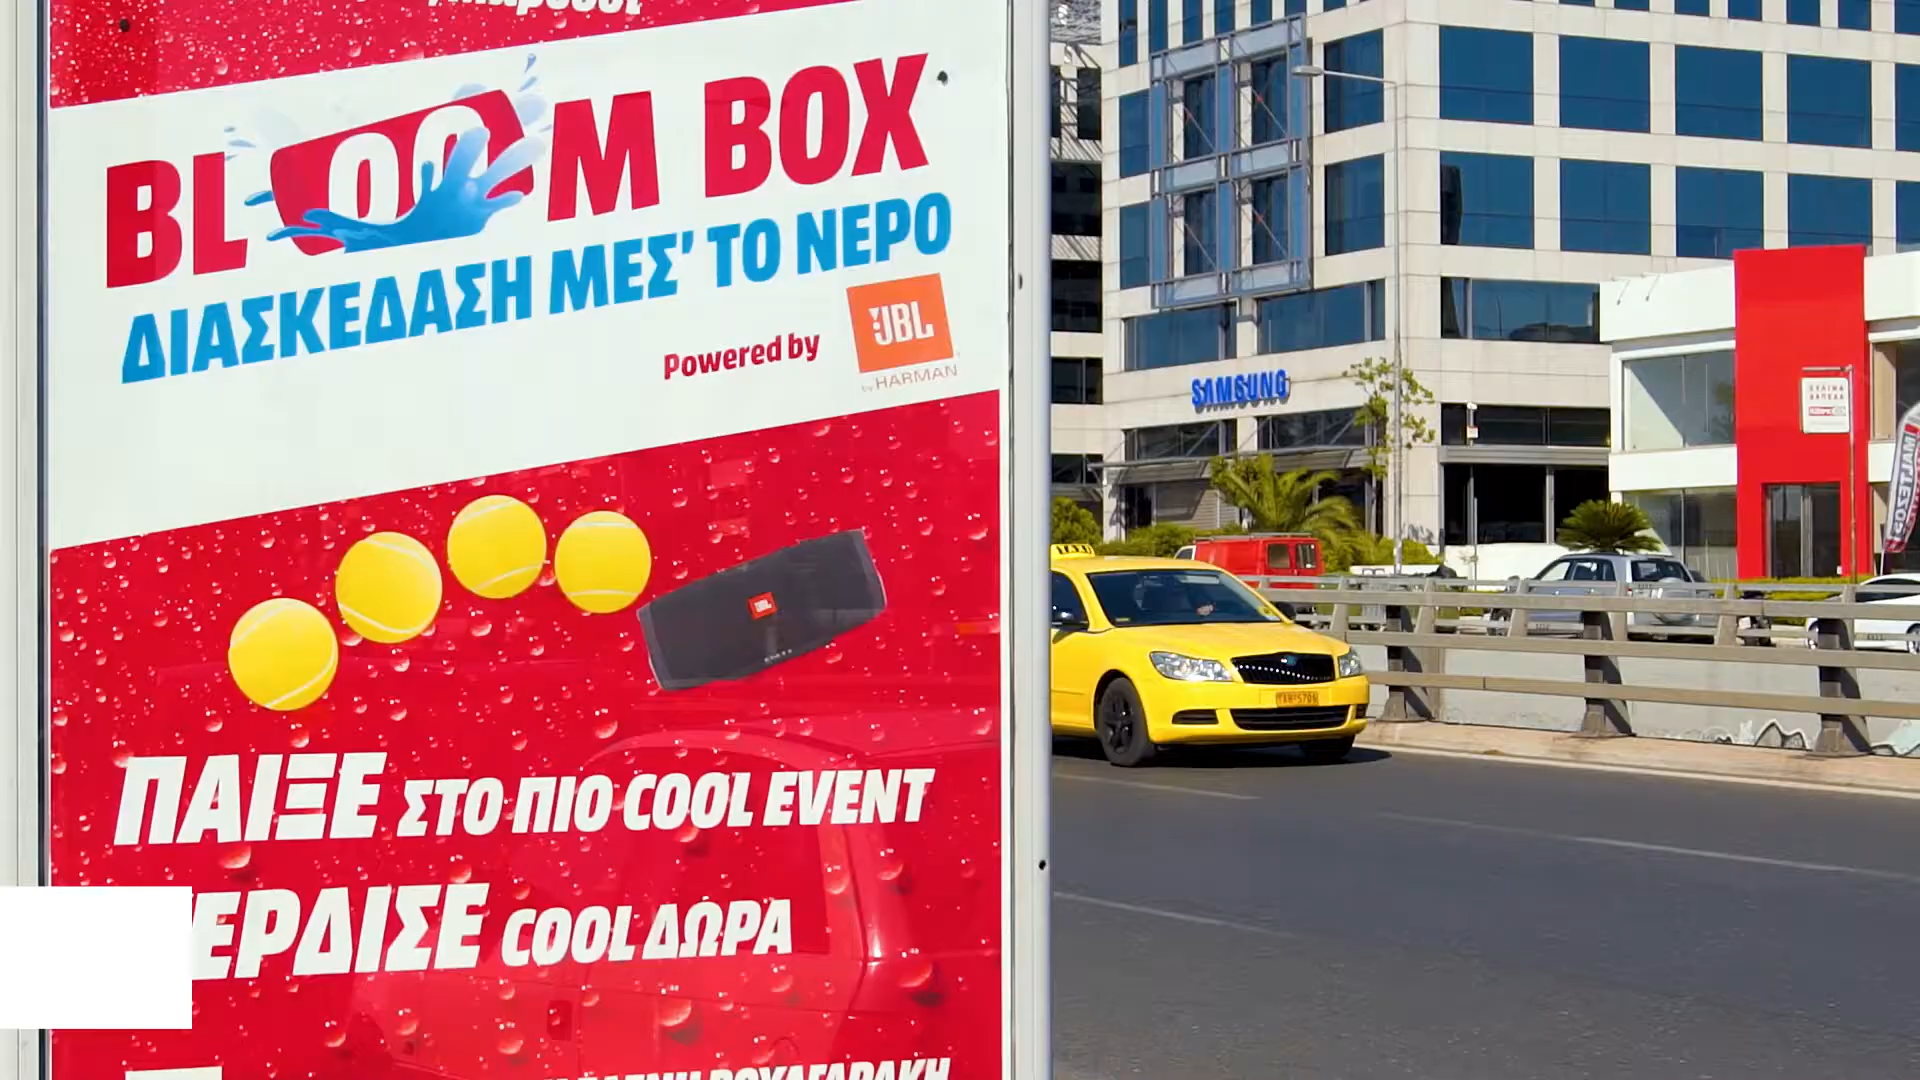 BLOOM BOX
ΔΙΑΣΚΕΔΑΣΗ ΜΕΣ' ΤΟ ΝΕΡΟ
Powered by
JBL
by HARMAN
JBL
ΠΑΙΞΕ ΣΤΟ ΠΙΟ COOL EVENT
ΕΡΔΙΣΕ COOL ΔΩΡΑ
SAMSUNG
TAXI